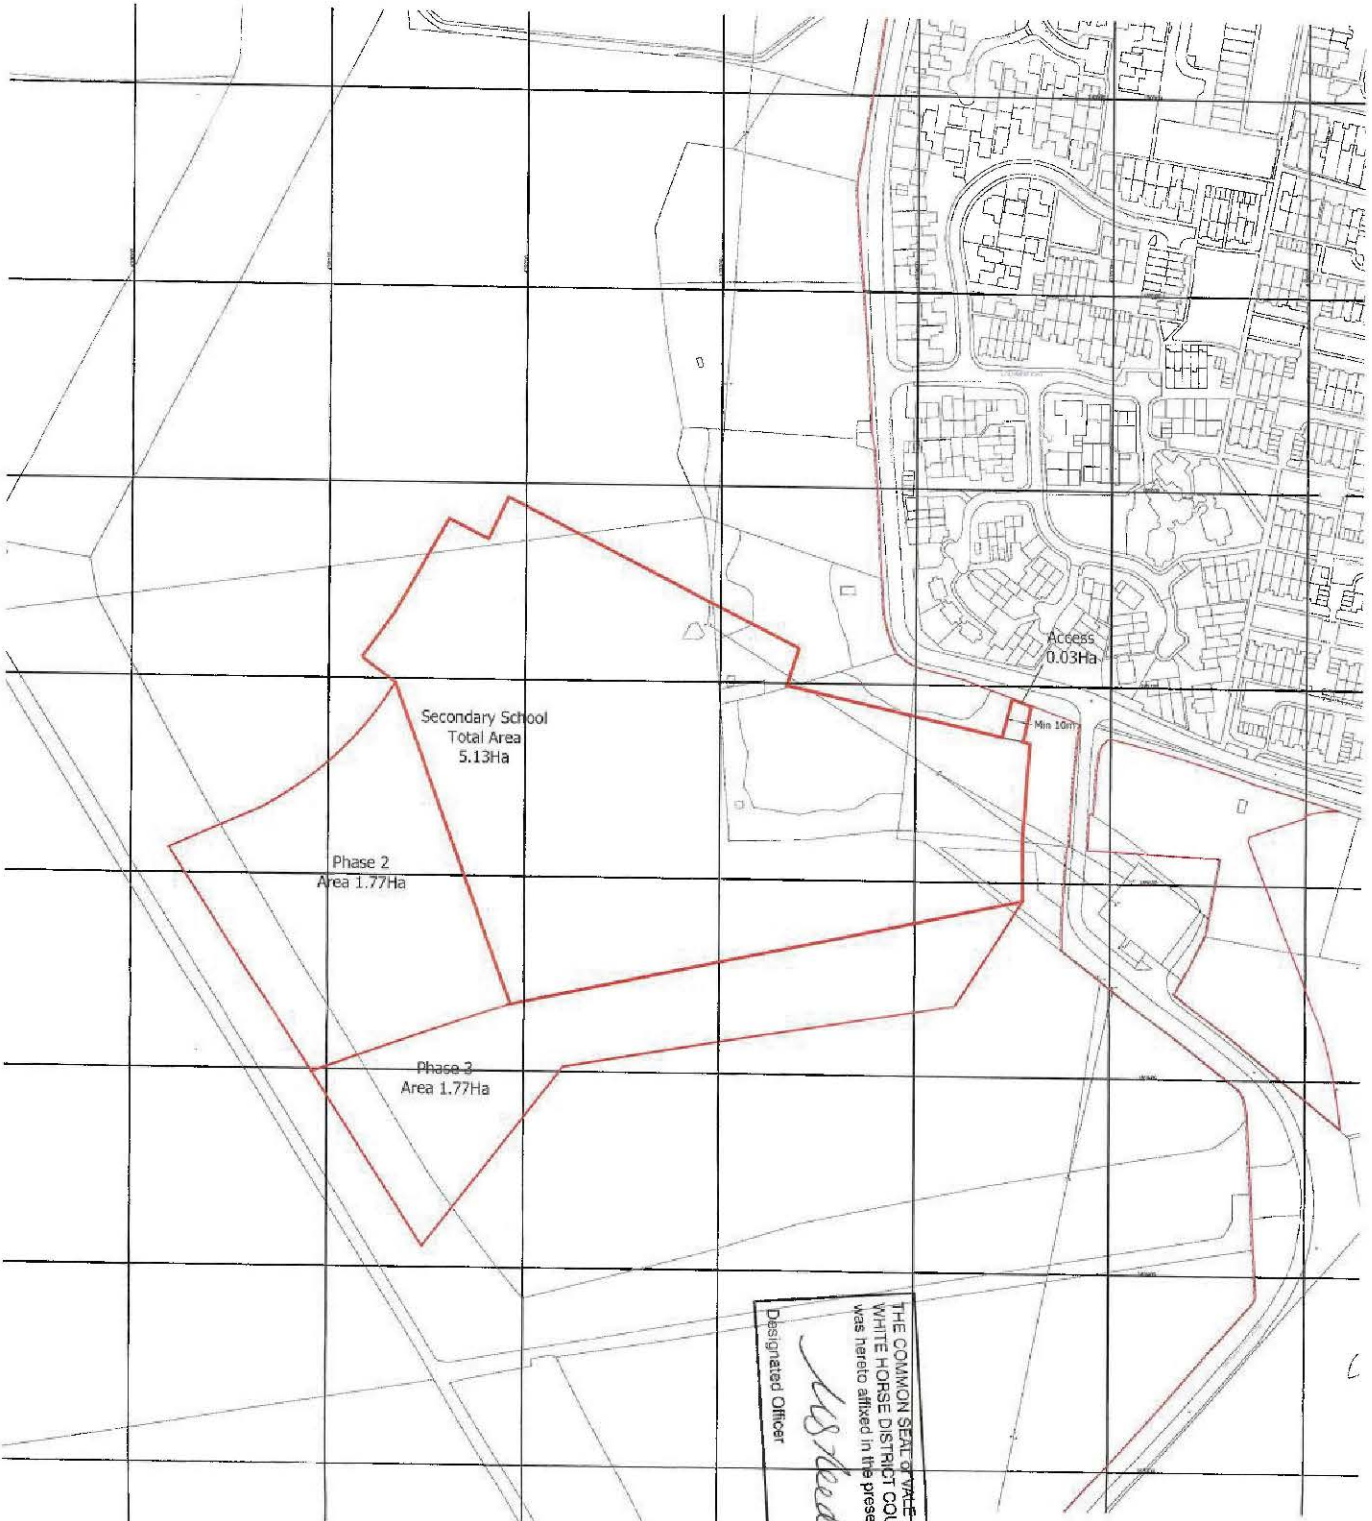 Access
0.03Ha
Min 10m
Secondary School
Total Area
5.13Ha
Phase 2
Area 1.77Ha
Phase 3
Area 1.77Ha
THE COMMON SEAL of VALE
WHITE HORSE DISTRICT COU
was hereto affixed in the prese
Designated Officer